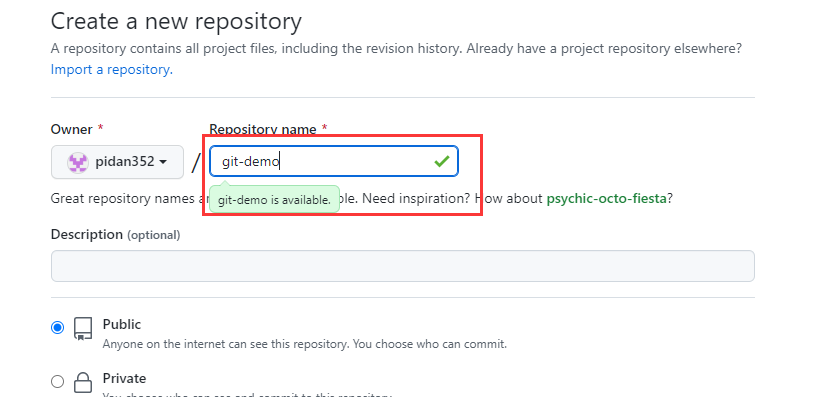 Create a new repository
A repository contains all project files, including the revision history. Already have a project repository elsewhere?
Import a repository.
Owner * Repository name *
pidan352 / git-demo
git-demo is available.
Great repository names a ble. Need inspiration? How about psychic-octo-fiesta?
Description (optional)
Public
Anyone on the internet can see this repository. You choose who can commit.
Private